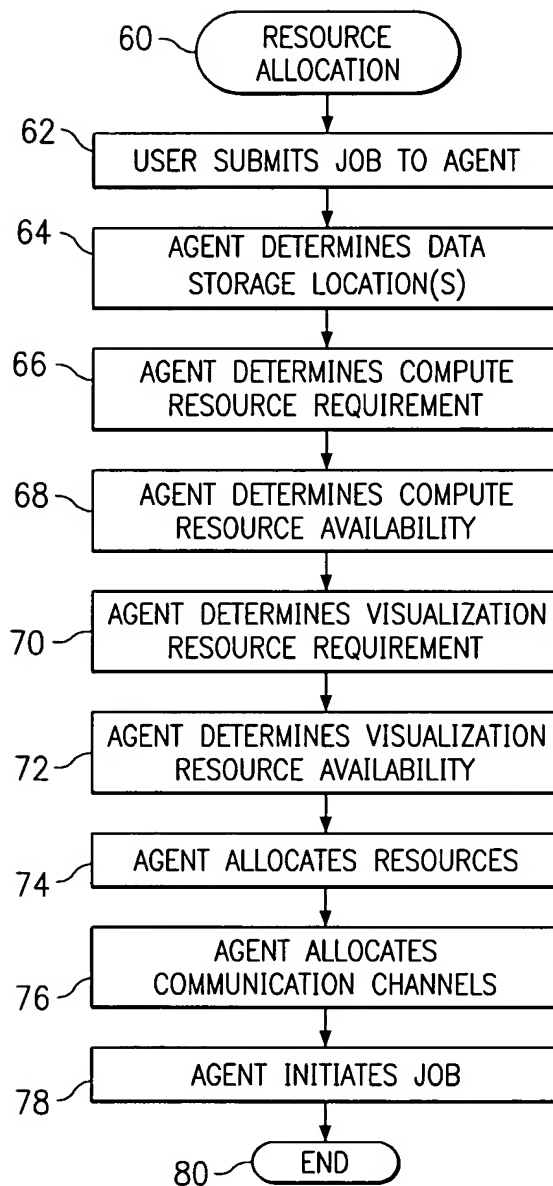 60
RESOURCE
ALLOCATION
62
USER SUBMITS JOB TO AGENT
64
AGENT DETERMINES DATA
STORAGE LOCATION(S)
66
AGENT DETERMINES COMPUTE
RESOURCE REQUIREMENT
68
AGENT DETERMINES COMPUTE
RESOURCE AVAILABILITY
70
AGENT DETERMINES VISUALIZATION
RESOURCE REQUIREMENT
72
AGENT DETERMINES VISUALIZATION
RESOURCE AVAILABILITY
74
AGENT ALLOCATES RESOURCES
76
AGENT ALLOCATES
COMMUNICATION CHANNELS
78
AGENT INITIATES JOB
80
END